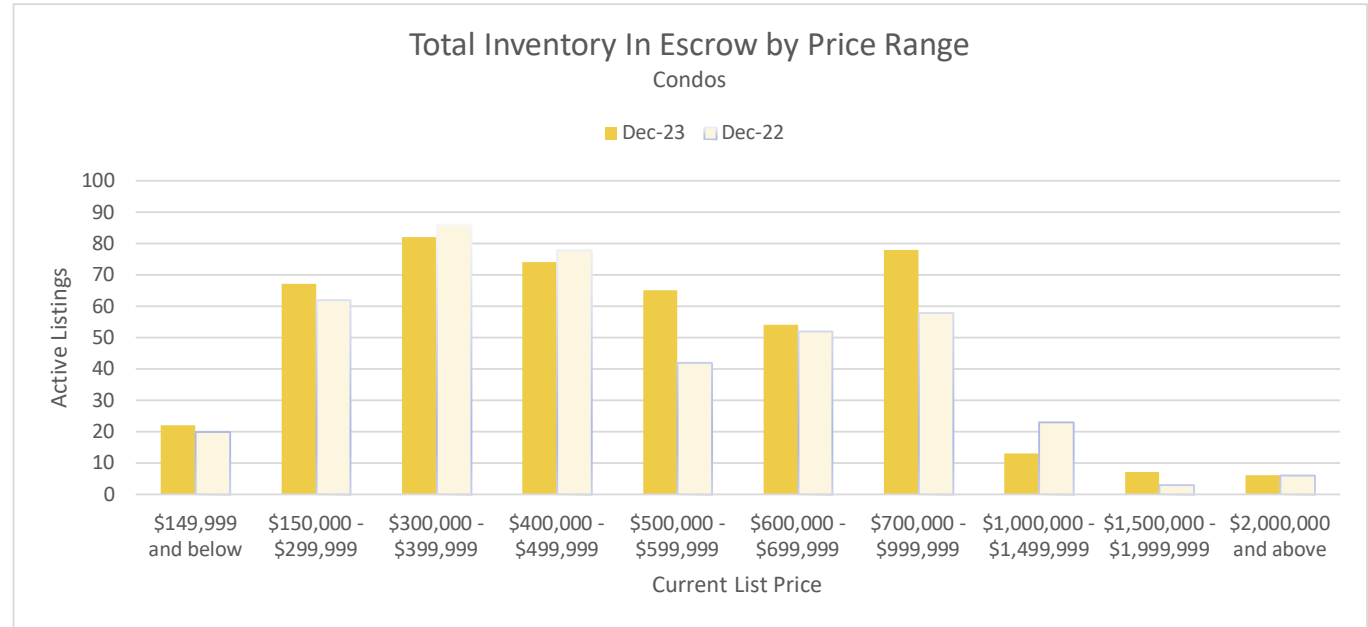 Total Inventory In Escrow by Price Range
Condos
Dec-23 Dec-22
Active Listings
100
90
80
70
60
50
40
30
20
10
0
$149,999 $150,000 - $300,000 - $400,000 - $500,000 - $600,000 - $700,000 - $1,000,000 - $1,500,000 - $2,000,000
and below $299,999 $399,999 $499,999 $599,999 $699,999 $999,999 $1,499,999 $1,999,999 and above
Current List Price